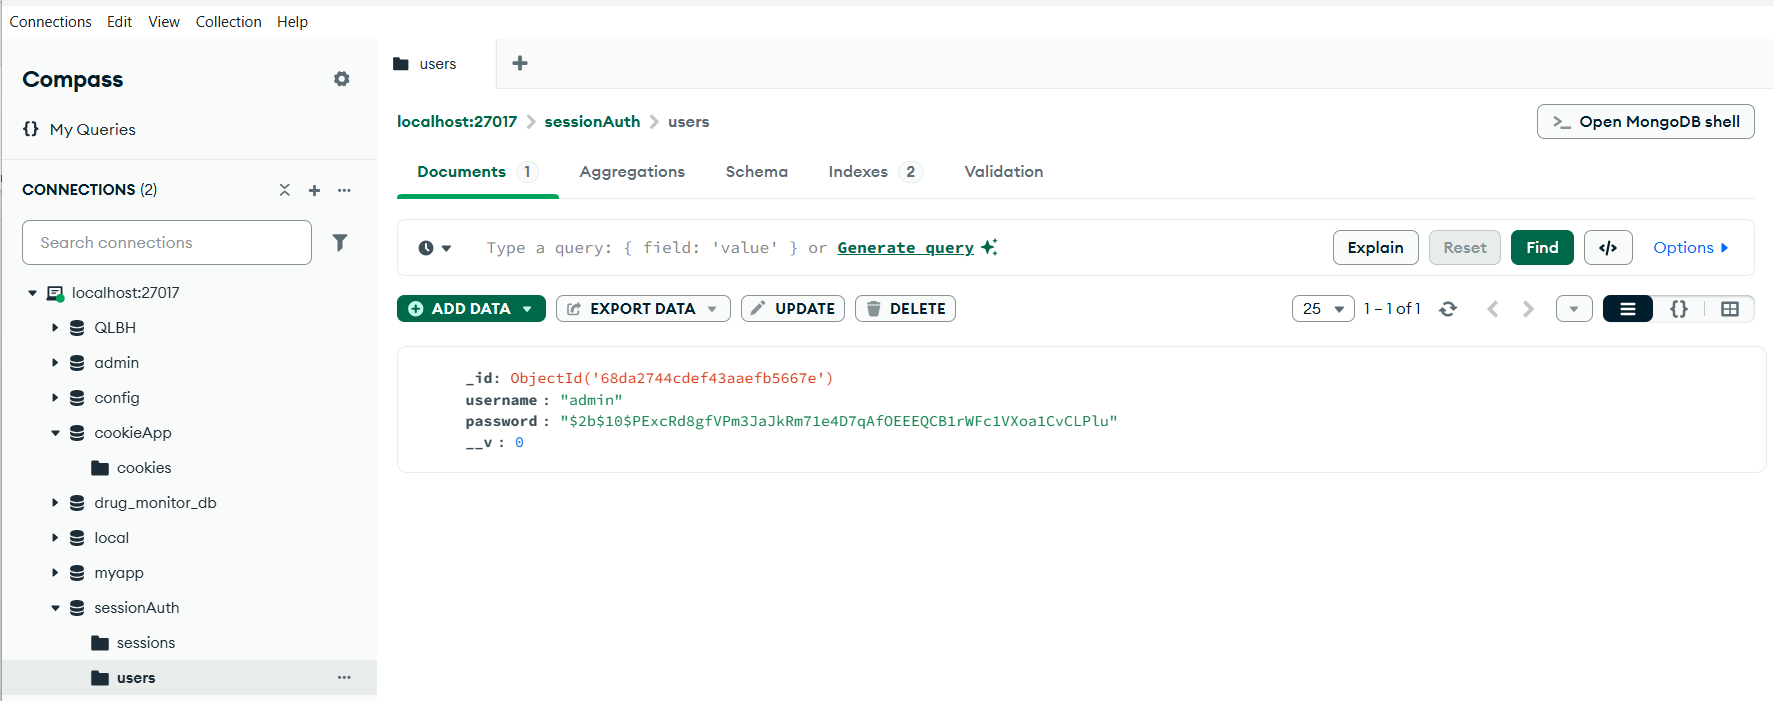 Connections Edit View Collection Help
Compass
{} My Queries
CONNECTIONS (2)
Search connections
localhost:27017
QLBH
admin
config
cookieApp
cookies
drug_monitor_db
local
myapp
sessionAuth
sessions
users
users
localhost:27017 > sessionAuth > users
>_ Open MongoDB shell
Documents 1 Aggregations Schema Indexes 2 Validation
Type a query: { field: 'value' } or Generate query
Explain Reset Find </> Options
ADD DATA EXPORT DATA UPDATE DELETE
25 1 – 1 of 1 {}
_id: ObjectId('68da2744cdef43aaefb5667e')
username : "admin"
password : "$2b$10$PExcRd8gfVPm3JaJkRm71e4D7qAfOEEEQCB1rWFc1VXoa1CvCLPlu"
__v : 0